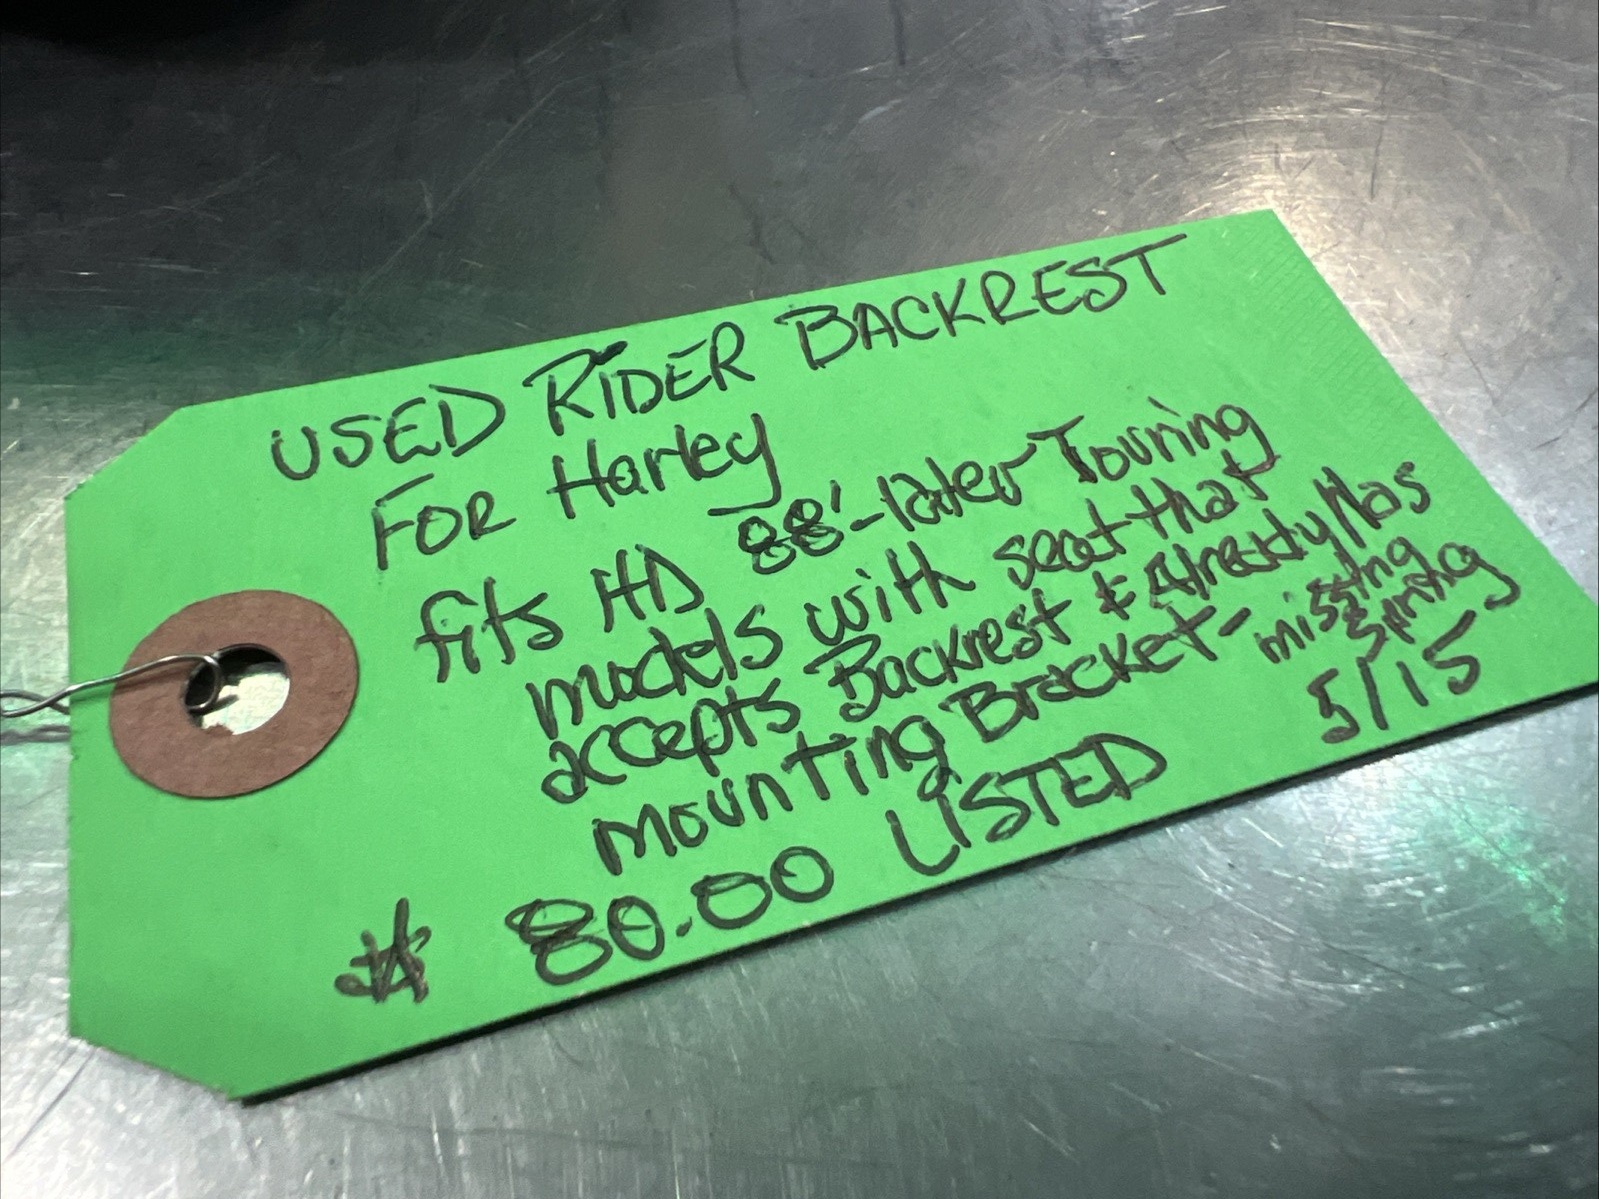 USED RIDER BACKREST
FOR Harley
fits HD 88'-later Touring
models with seat that
accepts Backrest & Already Has
mounting Bracket - missing
spring
$ 80.00 LISTED 5/15